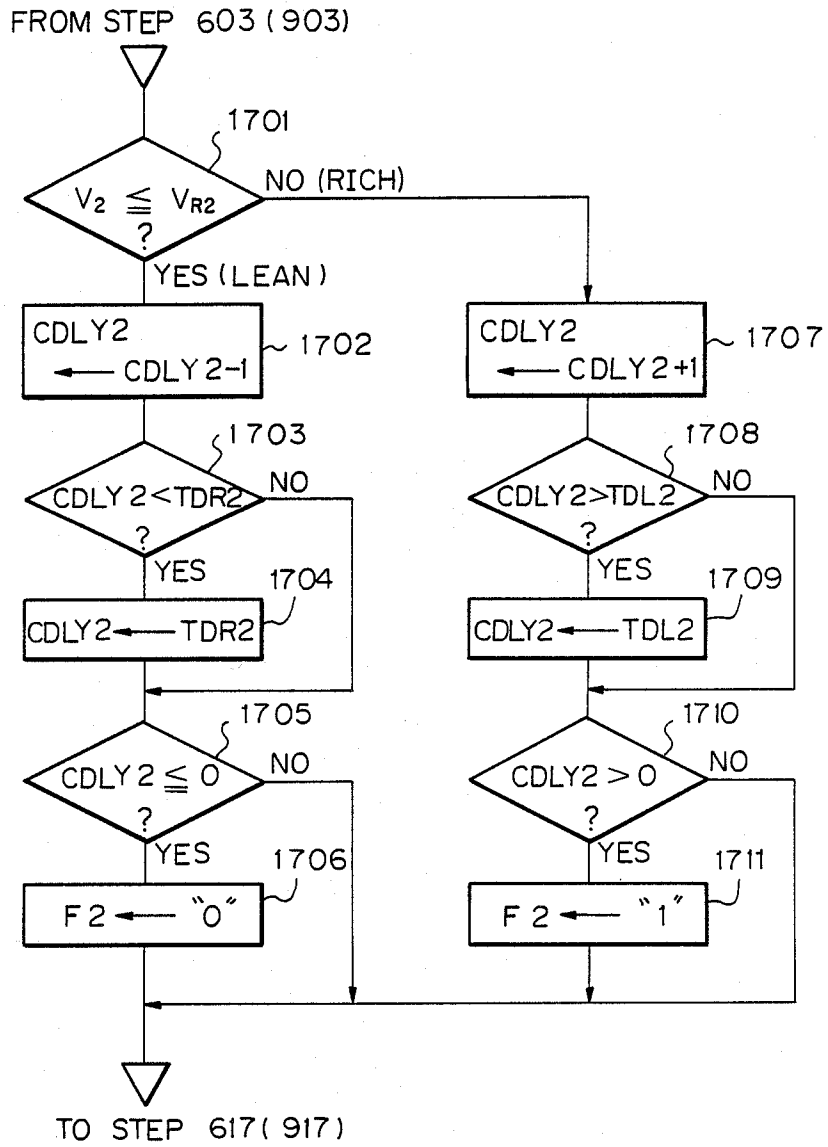 FROM STEP 603 (903)
1701
V2 ≦ VR2
?
NO (RICH)
YES (LEAN)
CDLY2
← CDLY2-1
1702
1703
CDLY2<TDR2
?
NO
YES
1704
CDLY2 ← TDR2
1705
CDLY2 ≦ 0
?
NO
YES
1706
F2 ← "0"
CDLY2
← CDLY2+1
1707
1708
CDLY2>TDL2
?
NO
YES
1709
CDLY2 ← TDL2
1710
CDLY2 > 0
?
NO
YES
1711
F2 ← "1"
TO STEP 617 (917)